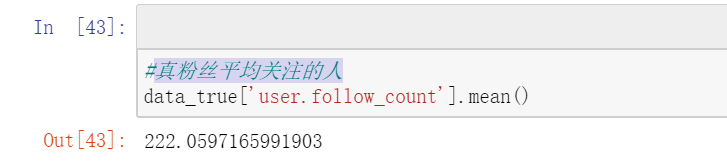 In [43]:
#真粉丝平均关注的人
data_true['user.follow_count'].mean()
Out[43]: 222.0597165991903